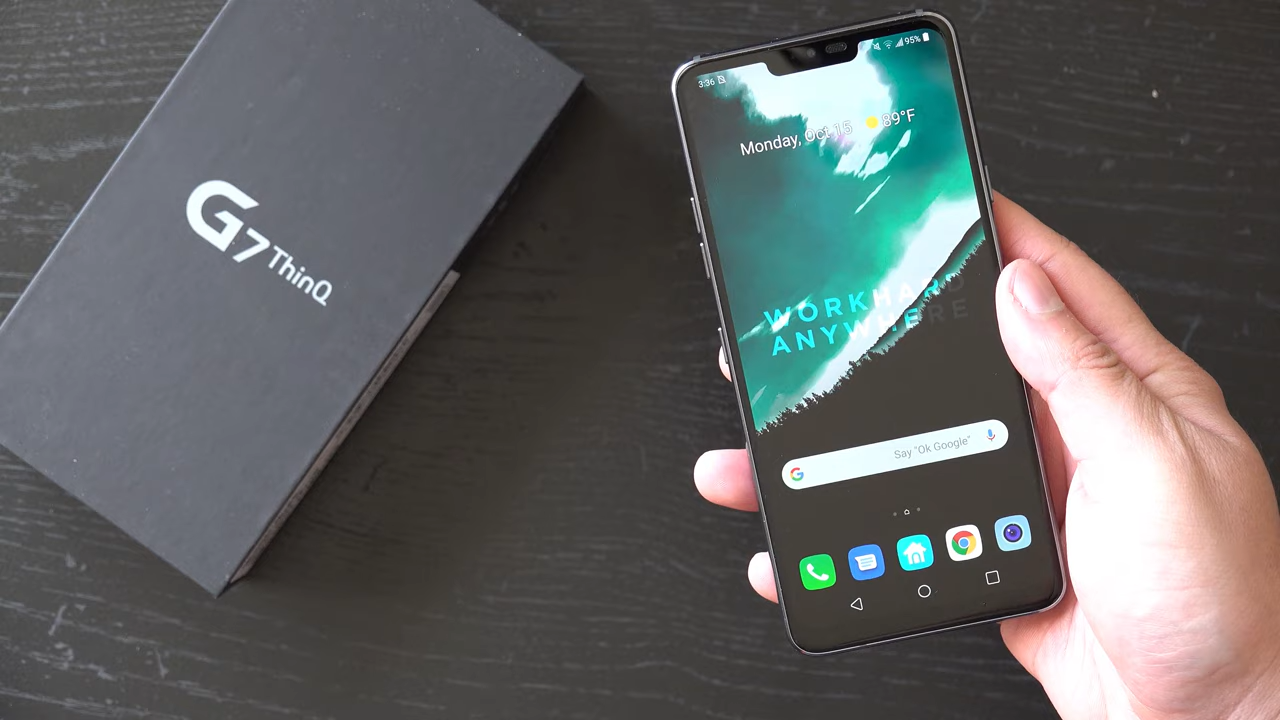 G7 ThinQ
3:36
95%
Monday, Oct 15 89°F
WORK HARD
ANYWHERE
Say "Ok Google"